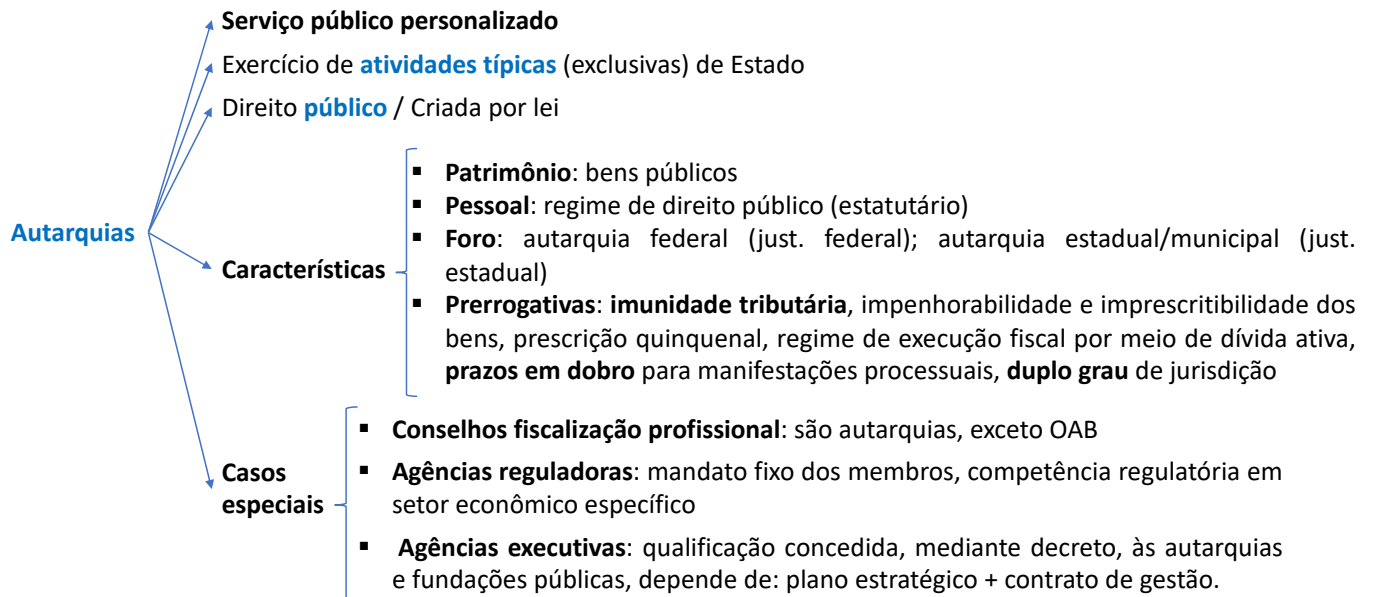 Serviço público personalizado
Exercício de atividades típicas (exclusivas) de Estado
Direito público / Criada por lei
Autarquias
Características
▪ Patrimônio: bens públicos
▪ Pessoal: regime de direito público (estatutário)
▪ Foro: autarquia federal (just. federal); autarquia estadual/municipal (just.
estadual)
▪ Prerrogativas: imunidade tributária, impenhorabilidade e imprescritibilidade dos
bens, prescrição quinquenal, regime de execução fiscal por meio de dívida ativa,
prazos em dobro para manifestações processuais, duplo grau de jurisdição
Casos
especiais
▪ Conselhos fiscalização profissional: são autarquias, exceto OAB
▪ Agências reguladoras: mandato fixo dos membros, competência regulatória em
setor econômico específico
▪ Agências executivas: qualificação concedida, mediante decreto, às autarquias
e fundações públicas, depende de: plano estratégico + contrato de gestão.